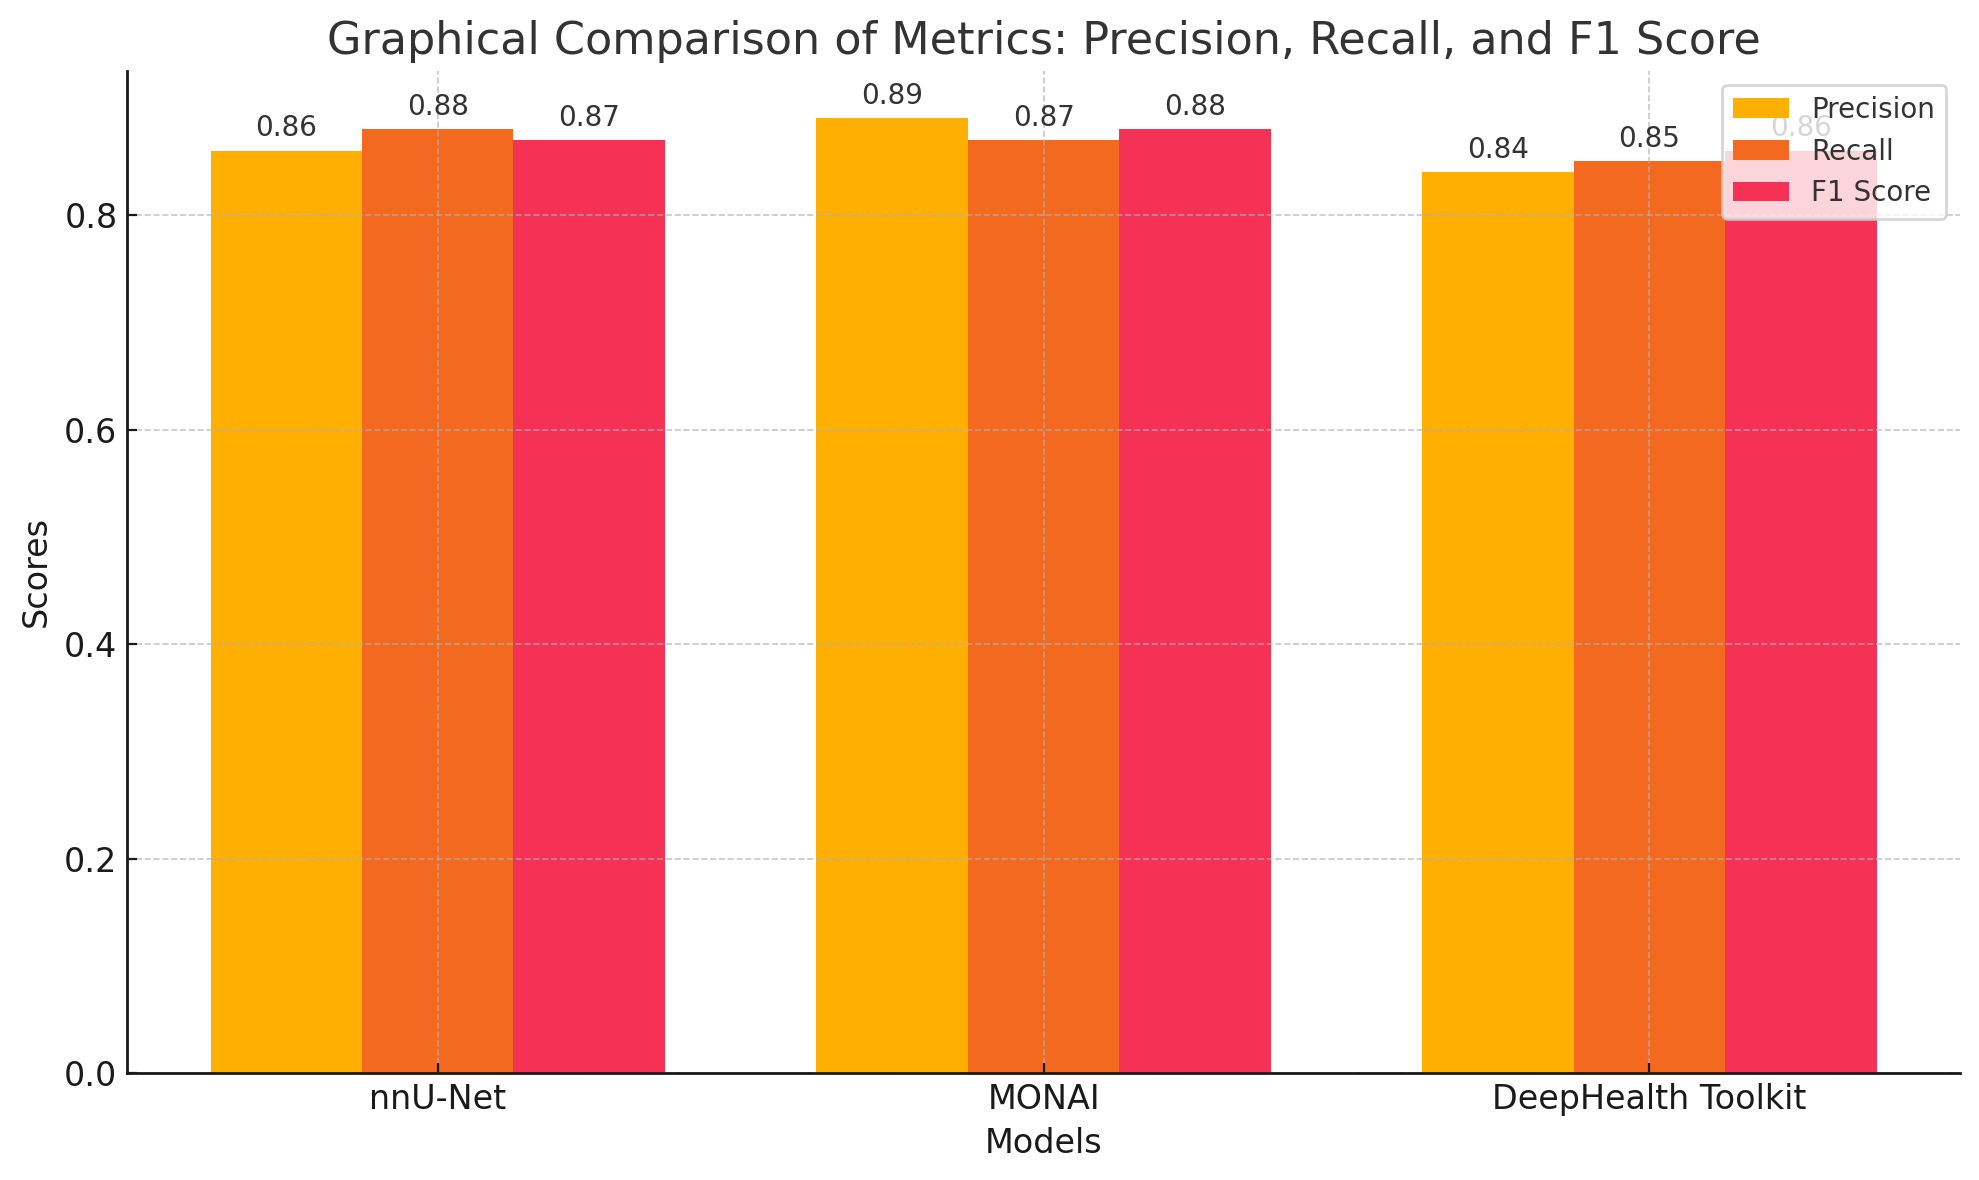 Graphical Comparison of Metrics: Precision, Recall, and F1 Score
0.86
0.88
0.87
0.89
0.87
0.88
0.84
0.85
0.86
Precision
Recall
F1 Score
Scores
0.8
0.6
0.4
0.2
0.0
nnU-Net
MONAI
DeepHealth Toolkit
Models